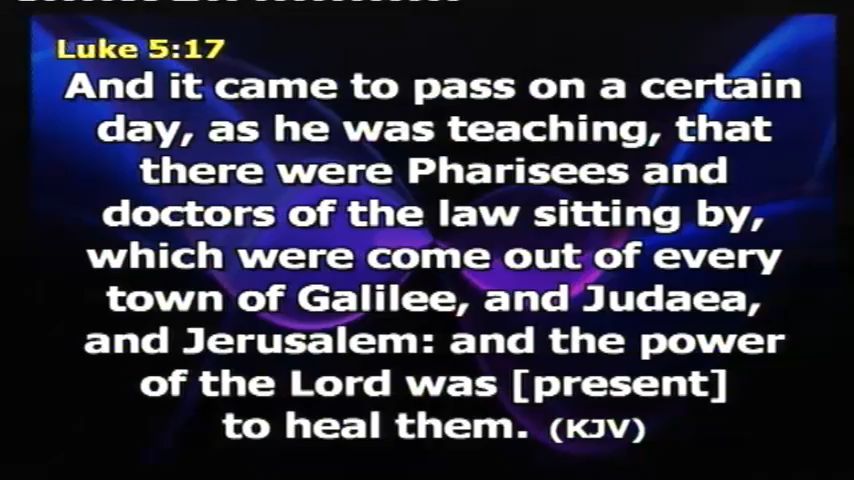 Luke 5:17
And it came to pass on a certain
day, as he was teaching, that
there were Pharisees and
doctors of the law sitting by,
which were come out of every
town of Galilee, and Judaea,
and Jerusalem: and the power
of the Lord was [present]
to heal them. (KJV)